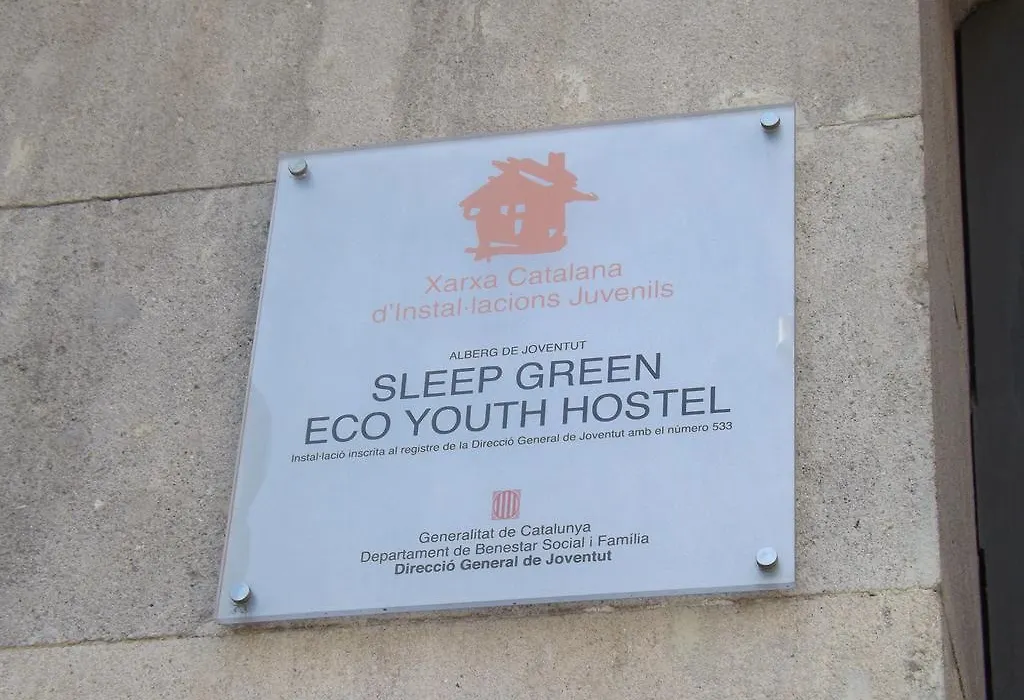 Xarxa Catalana
d'Instal·lacions Juvenils
ALBERG DE JOVENTUT
SLEEP GREEN
ECO YOUTH HOSTEL
Instal·lació inscrita al registre de la Direcció General de Joventut amb el número 533
Generalitat de Catalunya
Departament de Benestar Social i Família
Direcció General de Joventut